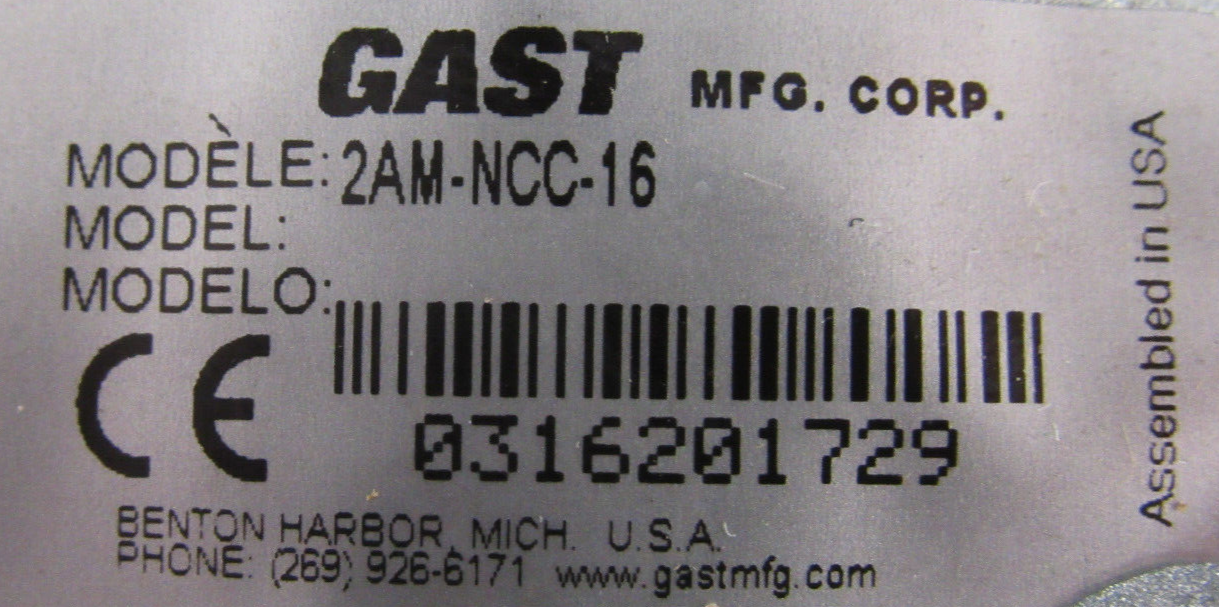 GAST MFG. CORP.
MODÈLE: 2AM-NCC-16
MODEL:
MODELO:
CE
0316201729
BENTON HARBOR, MICH. U.S.A.
PHONE: (269) 926-6171 www.gastmfg.com
Assembled in USA